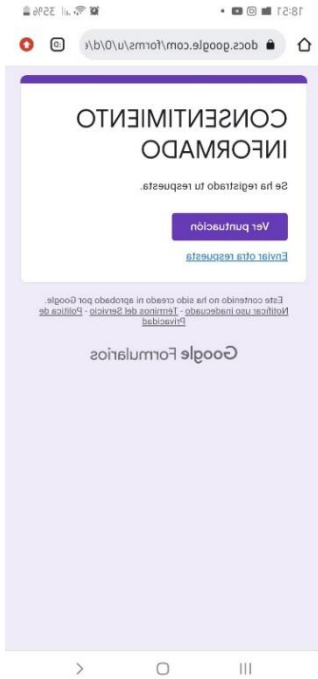 18:51 35%
docs.google.com/forms/u/0/d/ :D
CONSENTIMIENTO
INFORMADO
Se ha registrado tu respuesta.
Ver puntuación
Enviar otra respuesta
Este contenido no ha sido creado ni aprobado por Google.
Notificar uso inadecuado - Términos del Servicio - Política de
Privacidad
Google Formularios